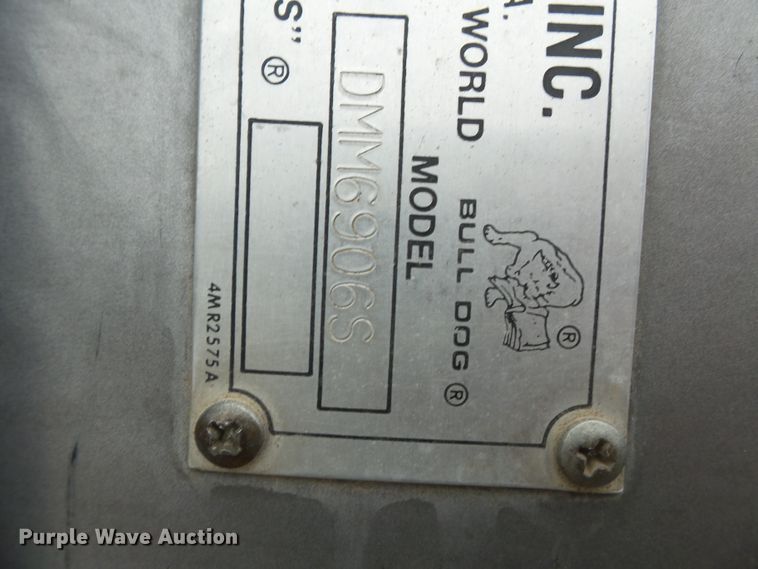 INC.
A.
WORLD
BULL DOG ®
®
MODEL
DMM6906S
S" ®
4MR2575A
Purple Wave Auction